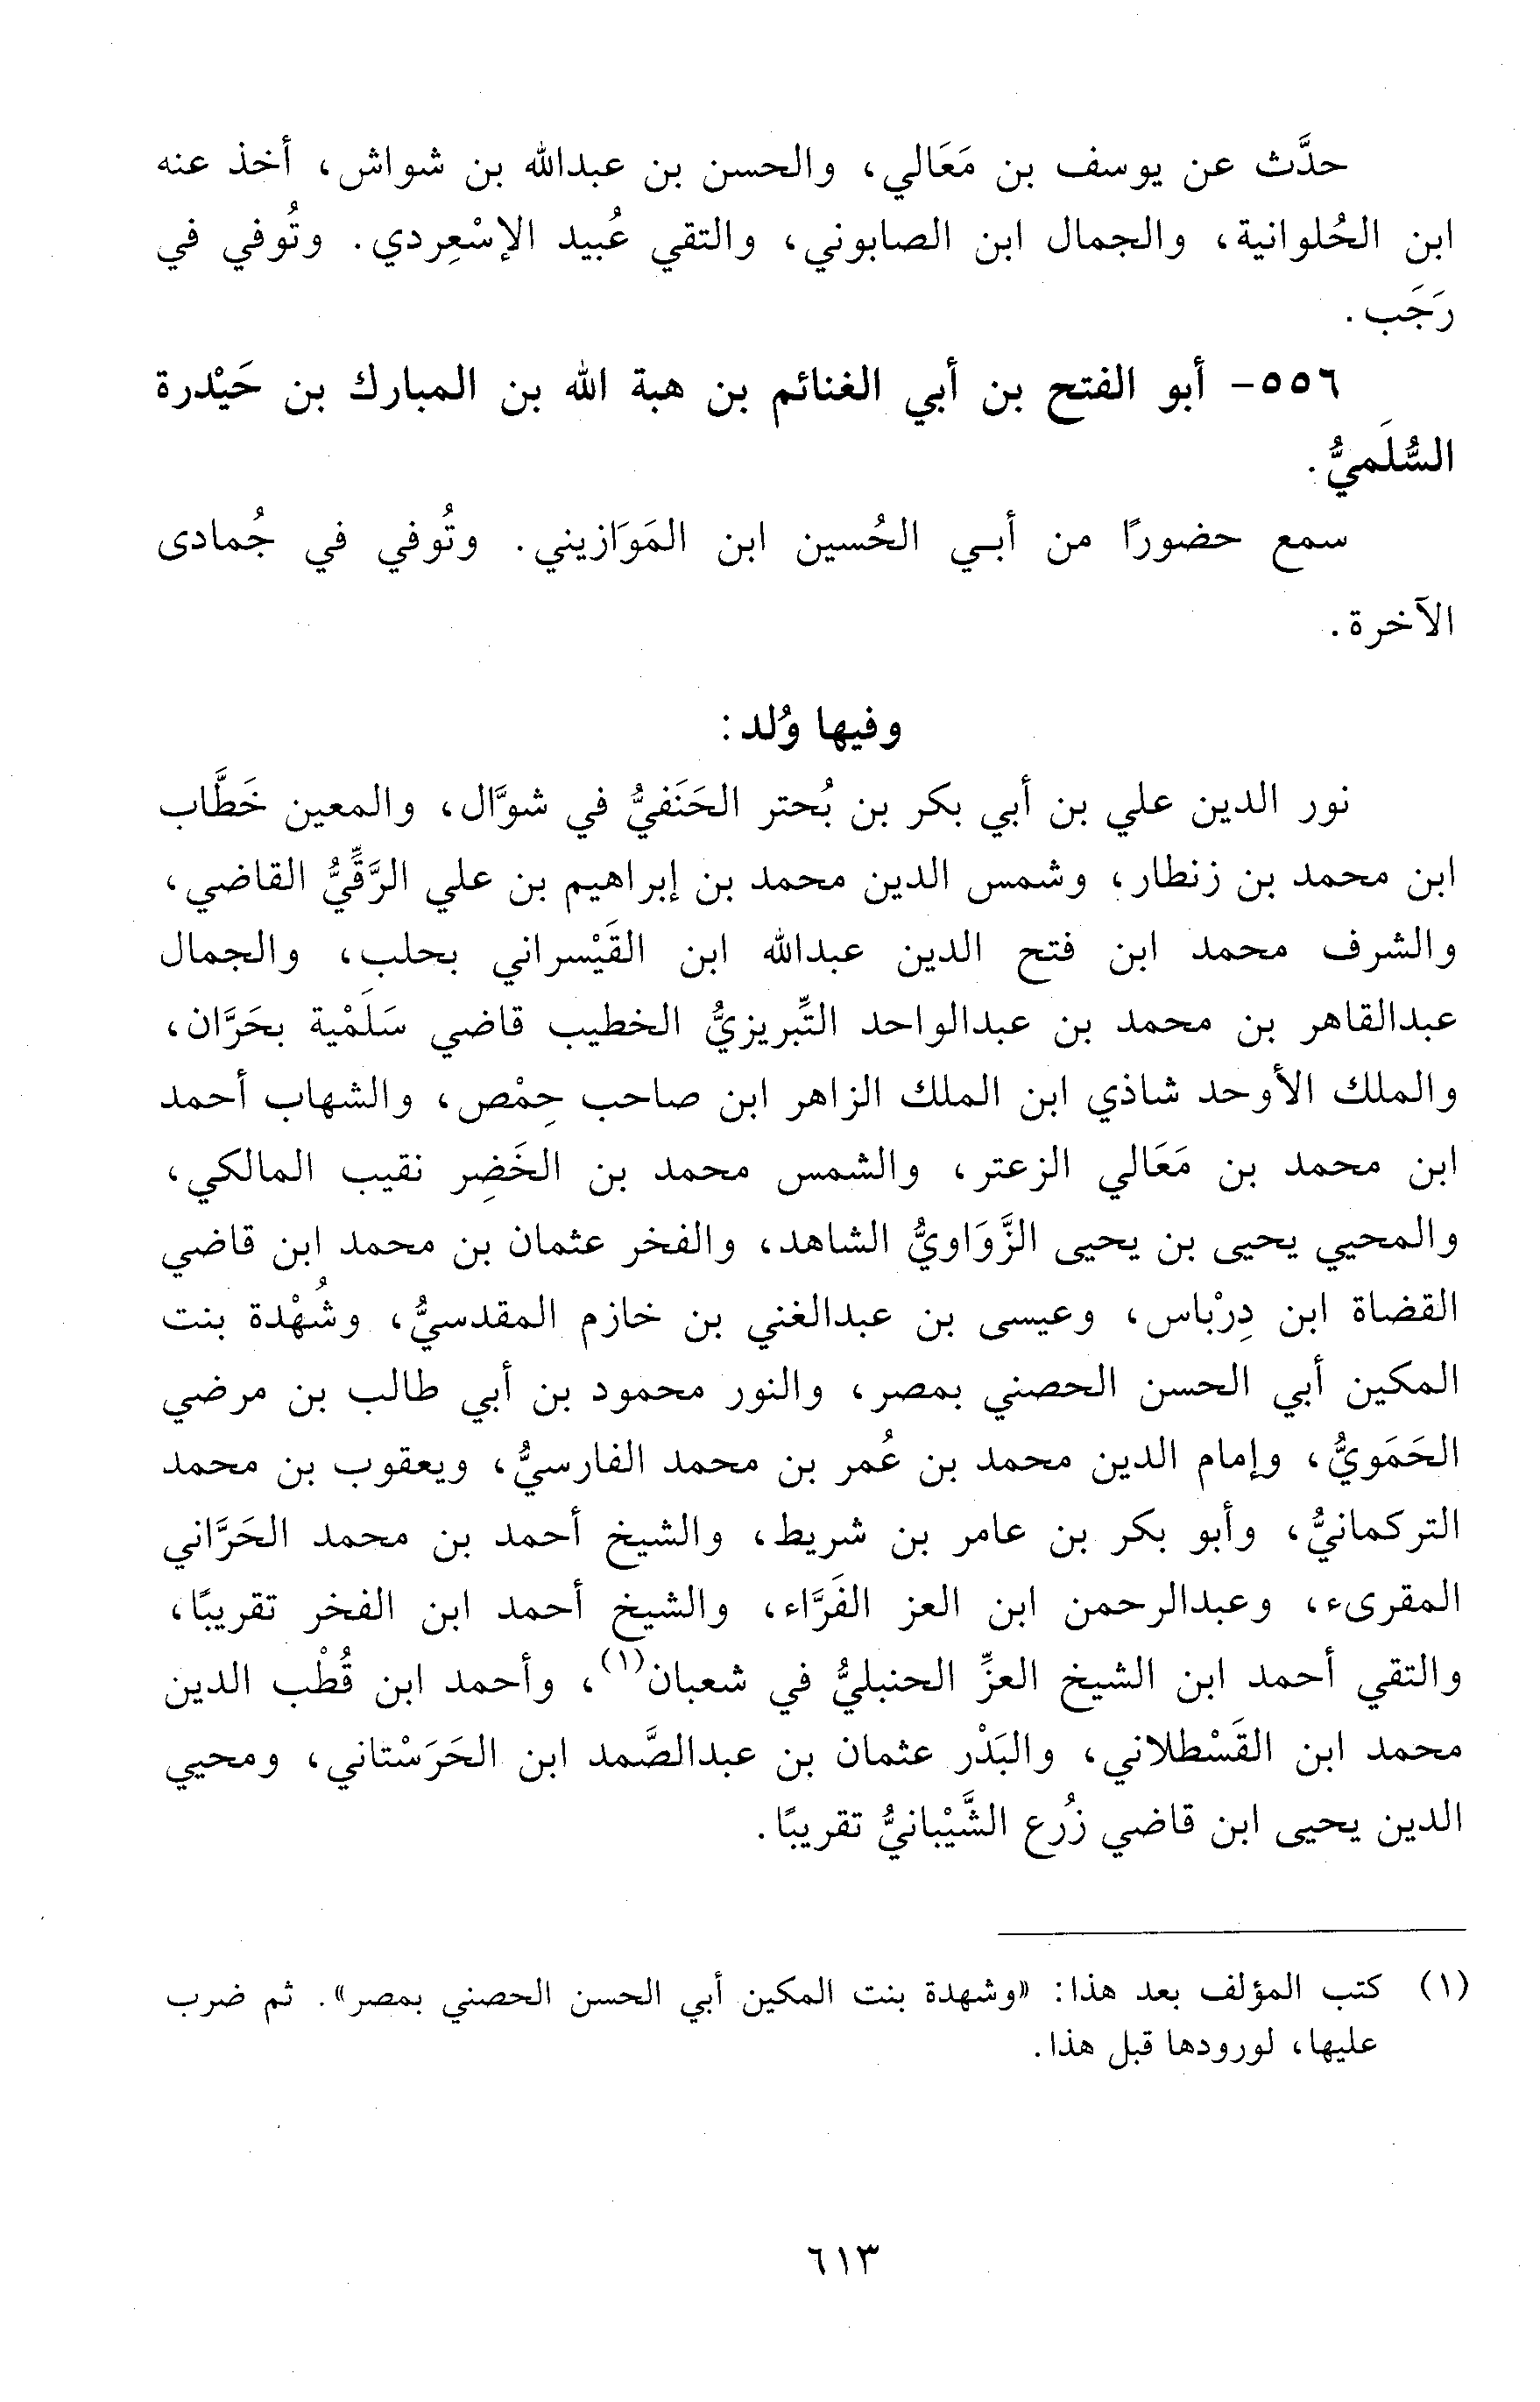 حدَّث عن يوسف بن مَعَالي، والحسن بن عبدالله بن شواش، أخذ عنه
ابن الحُلوانية، والجمال ابن الصابوني، والتقي عُبيد الإسْعِردي. وتُوفي في
رَجَب.
٥٥٦- أبو الفتح بن أبي الغنائم بن هبة الله بن المبارك بن حَيْدرة
السُّلَميُّ.
سمع حضورًا من أبـي الحُسين ابن المَوَازيني. وتُوفي في جُمادى
الآخرة.
وفيها وُلد:
نور الدين علي بن أبي بكر بن بُحتر الحَنَفيُّ في شوَّال، والمعين خَطَّاب
ابن محمد بن زنطار، وشمس الدين محمد بن إبراهيم بن علي الرَّقِّيُّ القاضي،
والشرف محمد ابن فتح الدين عبدالله ابن القَيْسراني بحلب، والجمال
عبدالقاهر بن محمد بن عبدالواحد التِّبريزيُّ الخطيب قاضي سَلَمْية بحَرَّان،
والملك الأوحد شاذي ابن الملك الزاهر ابن صاحب حِمْص، والشهاب أحمد
ابن محمد بن مَعَالي الزعتر، والشمس محمد بن الخَضِر نقيب المالكي،
والمحيي يحيى بن يحيى الزَّوَاويُّ الشاهد، والفخر عثمان بن محمد ابن قاضي
القضاة ابن دِرْباس، وعيسى بن عبدالغني بن خازم المقدسيُّ، وشُهْدة بنت
المكين أبي الحسن الحصني بمصر، والنور محمود بن أبي طالب بن مرضي
الحَمَويُّ، وإمام الدين محمد بن عُمر بن محمد الفارسيُّ، ويعقوب بن محمد
التركمانيُّ، وأبو بكر بن عامر بن شريط، والشيخ أحمد بن محمد الحَرَّاني
المقرىء، وعبدالرحمن ابن العز الفَرَّاء، والشيخ أحمد ابن الفخر تقريبًا،
والتقي أحمد ابن الشيخ العزِّ الحنبليُّ في شعبان(١)، وأحمد ابن قُطْب الدين
محمد ابن القَسْطلاني، والبَدْر عثمان بن عبدالصَّمد ابن الحَرَسْتاني، ومحيي
الدين يحيى ابن قاضي زُرع الشَّيْبانيُّ تقريبًا.
(١) كتب المؤلف بعد هذا: «وشهدة بنت المكين أبي الحسن الحصني بمصر». ثم ضرب
عليها، لورودها قبل هذا.
٦١٣